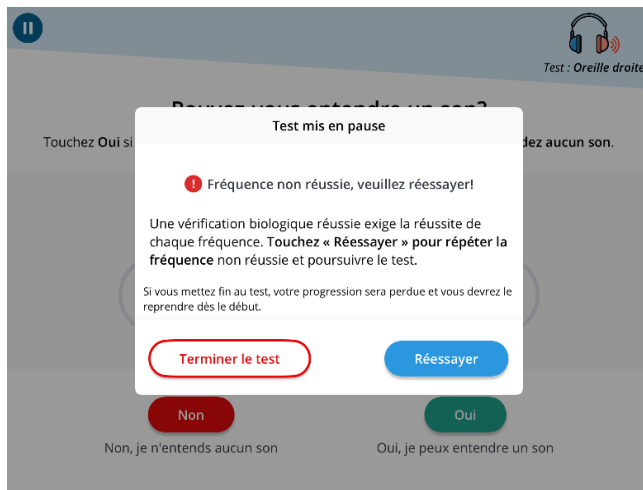 Test : Oreille droite
Pouvez-vous entendre un son?
Touchez Oui si
dez aucun son.
Test mis en pause
Fréquence non réussie, veuillez réessayer!
Une vérification biologique réussie exige la réussite de
chaque fréquence. Touchez « Réessayer » pour répéter la
fréquence non réussie et poursuivre le test.
Si vous mettez fin au test, votre progression sera perdue et vous devrez le
reprendre dès le début.
Terminer le test
Réessayer
Non
Oui
Non, je n'entends aucun son
Oui, je peux entendre un son